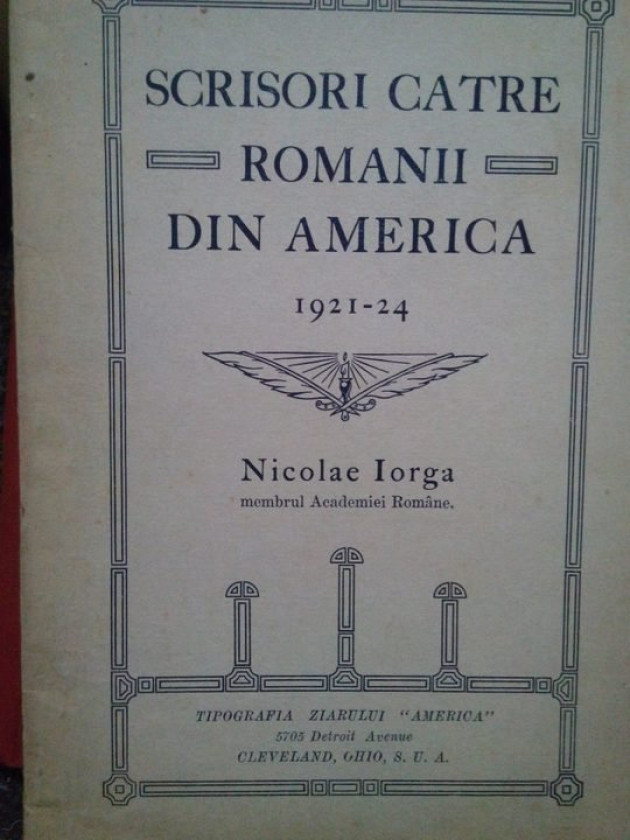 SCRISORI CATRE
ROMANII
DIN AMERICA
1921-24
Nicolae Iorga
membrul Academiei Române.
TIPOGRAFIA ZIARULUI “AMERICA”
5705 Detroit Avenue
CLEVELAND, OHIO, S. U. A.